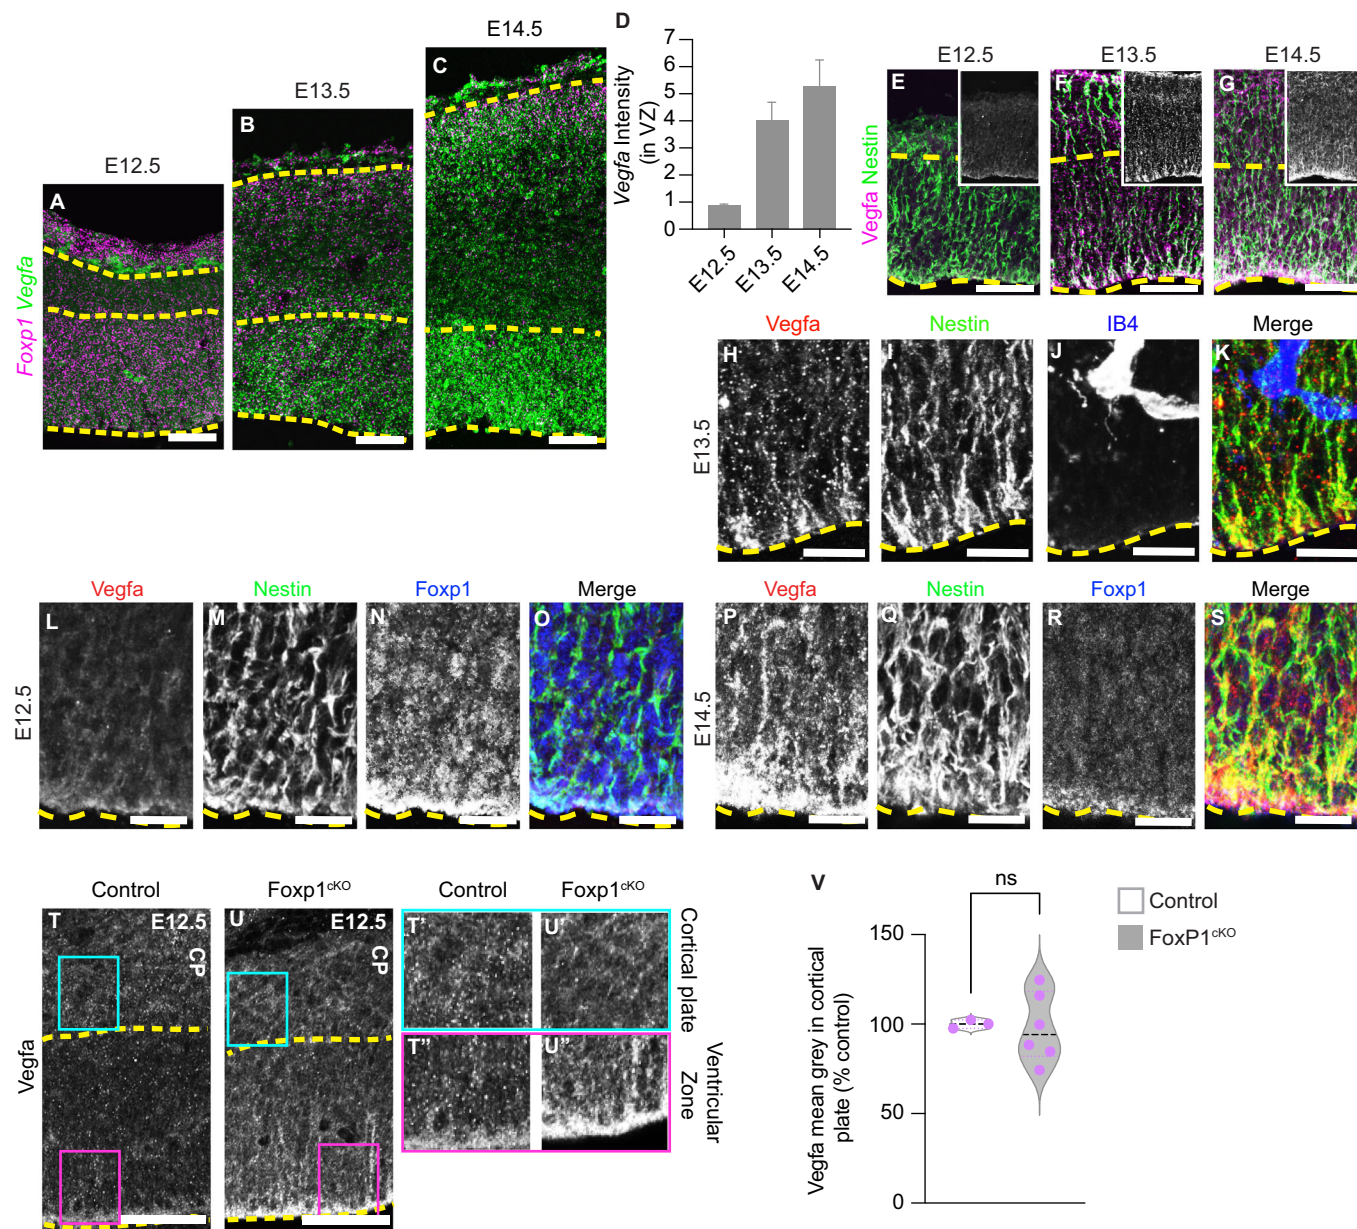 E12.5
E13.5
E14.5
A
B
C
Foxp1 Vegfa
D
Vegfa Intensity
(in VZ)
7
6
5
4
3
2
1
0
E12.5
E13.5
E14.5
E12.5
E13.5
E14.5
E
F
G
Vegfa Nestin
Vegfa
Nestin
IB4
Merge
H
I
J
K
E13.5
Vegfa
Nestin
Foxp1
Merge
L
M
N
O
E12.5
Vegfa
Nestin
Foxp1
Merge
P
Q
R
S
E14.5
Control
Foxp1cKO
T
E12.5
CP
U
E12.5
CP
Vegfa
Control
Foxp1cKO
T'
U'
Cortical plate
T"
U"
Ventricular
Zone
V
ns
Control
FoxP1cKO
Vegfa mean grey in cortical
plate (% control)
150
100
50
0